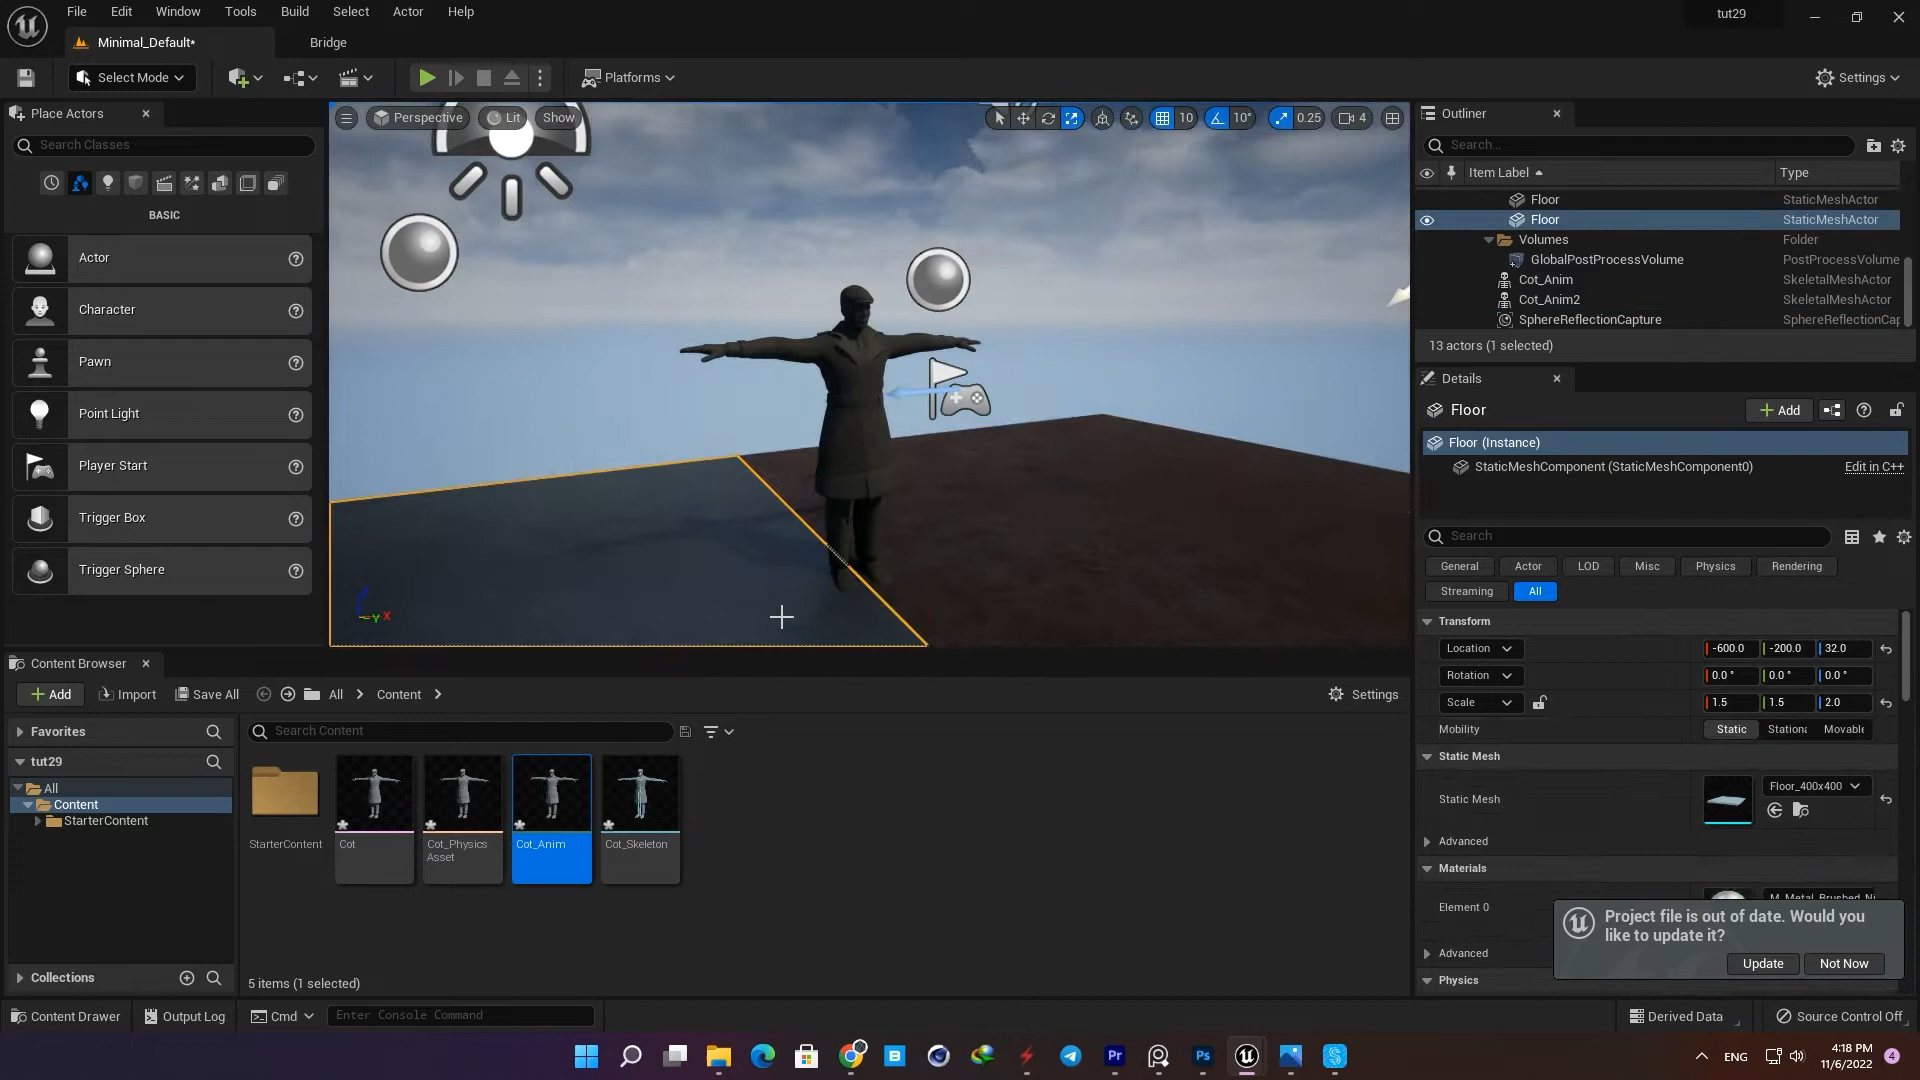 File Edit Window Tools Build Select Actor Help
tut29
Minimal_Default*
Bridge
Select Mode
Platforms
Settings
Place Actors
Search Classes
BASIC
Actor
Character
Pawn
Point Light
Player Start
Trigger Box
Trigger Sphere
Perspective
Lit
Show
10
10°
0.25
4
Z
Y X
Outliner
Search...
Item Label
Type
Floor StaticMeshActor
Floor StaticMeshActor
Volumes Folder
GlobalPostProcessVolume PostProcessVolume
Cot_Anim SkeletalMeshActor
Cot_Anim2 SkeletalMeshActor
SphereReflectionCapture SphereReflectionCap
13 actors (1 selected)
Details
Floor
Add
Floor (Instance)
StaticMeshComponent (StaticMeshComponent0)
Edit in C++
Search
General Actor LOD Misc Physics Rendering
Streaming All
Transform
Location -600.0 -200.0 32.0
Rotation 0.0 ° 0.0 ° 0.0 °
Scale 1.5 1.5 2.0
Mobility Static Stationa Movable
Static Mesh
Static Mesh
Floor_400x400
Advanced
Materials
Element 0
M_Metal_Brushed_Ni
Advanced
Physics
Project file is out of date. Would you
like to update it?
Update
Not Now
Content Browser
Add
Import
Save All
All
Content
Settings
Favorites
tut29
All
Content
StarterContent
Collections
Search Content
StarterContent
Cot
Cot_Physics
Asset
Cot_Anim
Cot_Skeleton
5 items (1 selected)
Content Drawer
Output Log
Cmd
Enter Console Command
Derived Data
Source Control Off
Pr
Ps
ENG
4:18 PM
11/6/2022
4